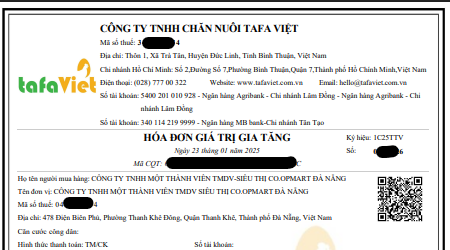 CÔNG TY TNHH CHĂN NUÔI TAFA VIỆT
Mã số thuế: 3 4
Địa chỉ: Thôn 1, Xã Trà Tân, Huyện Đức Linh, Tỉnh Bình Thuận, Việt Nam
Chi nhánh Hồ Chí Minh: Số 2,Đường Số 7,Phường Bình Thuận,Quận 7,Thành phố Hồ Chính Minh,Việt Nam
tafaViet
Điện thoại: (028) 777 00 322 Website: www.tafaviet.com.vn Email: hello@tafaviet.com.vn
Số tài khoản: 5400 201 010 928 - Ngân hàng Agribank - Chi nhánh Lâm Đồng - Ngân hàng Agribank - Chi
nhánh Lâm Đồng
Số tài khoản: 340 114 219 9999 - Ngân hàng MB bank-Chi nhánh Tân Tạo
HÓA ĐƠN GIÁ TRỊ GIA TĂNG Ký hiệu: 1C25TTV
Ngày 23 tháng 01 năm 2025 Số: 0 6
Mã CQT: C
Họ tên người mua hàng: CÔNG TY TNHH MỘT THÀNH VIÊN TMDV-SIÊU THỊ CO.OPMART ĐÀ NẴNG
Tên đơn vị: CÔNG TY TNHH MỘT THÀNH VIÊN TMDV SIÊU THỊ CO.OPMART ĐÀ NẴNG
Mã số thuế: 04 4
Địa chỉ: 478 Điện Biên Phủ, Phường Thanh Khê Đông, Quận Thanh Khê, Thành phố Đà Nẵng, Việt Nam
Căn cước công dân:
Hình thức thanh toán: TM/CK Số tài khoản: